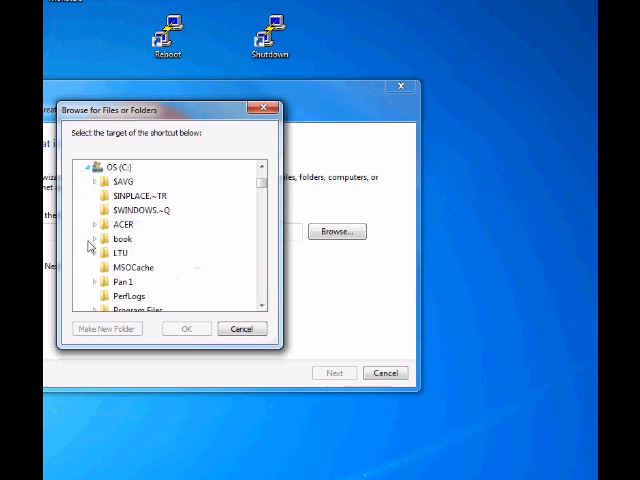 Reboot
Shutdown
Browse for Files or Folders
Select the target of the shortcut below:
OS (C:)
$AVG
$INPLACE.~TR
$WINDOWS.~Q
ACER
book
LTU
MSOCache
Pan 1
PerfLogs
Program Files
Make New Folder
OK
Cancel
files, folders, computers, or
Browse...
Next
Cancel